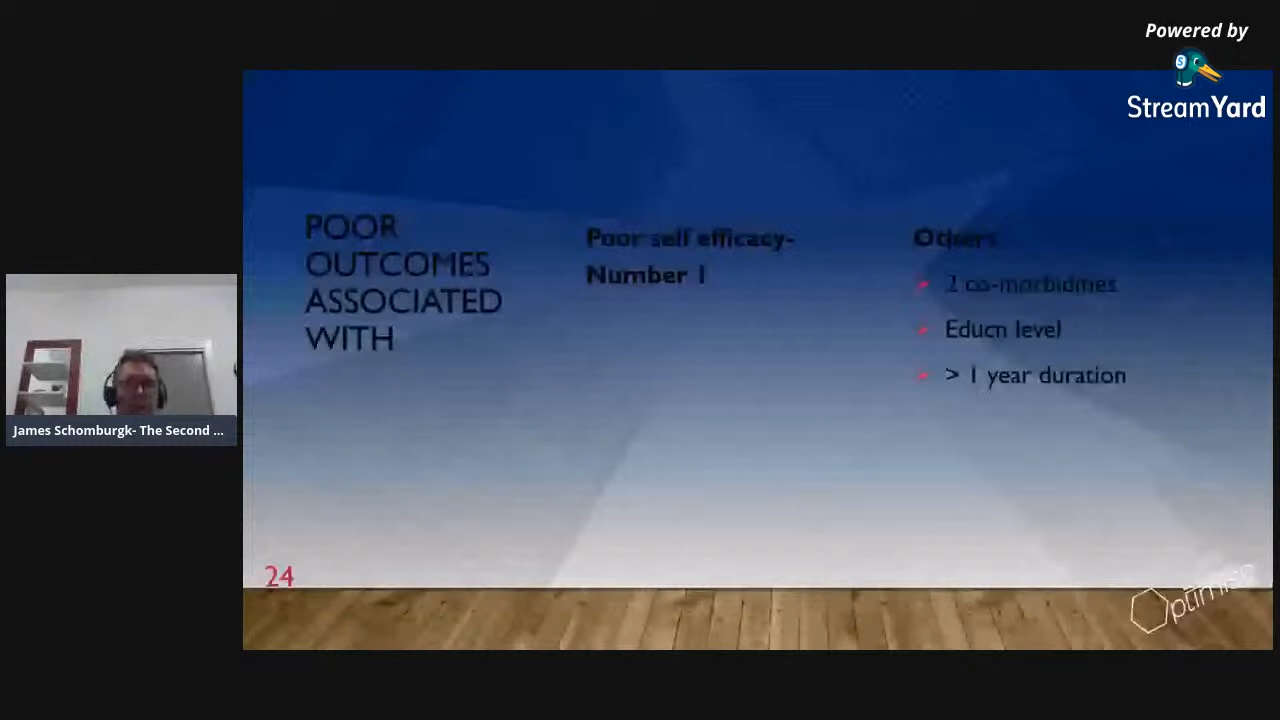 Powered by
StreamYard
POOR
OUTCOMES
ASSOCIATED
WITH
Poor self efficacy-
Number 1
Others
2 co-morbidities
Educn level
> 1 year duration
James Schomburgk- The Second ...
24
Optimise